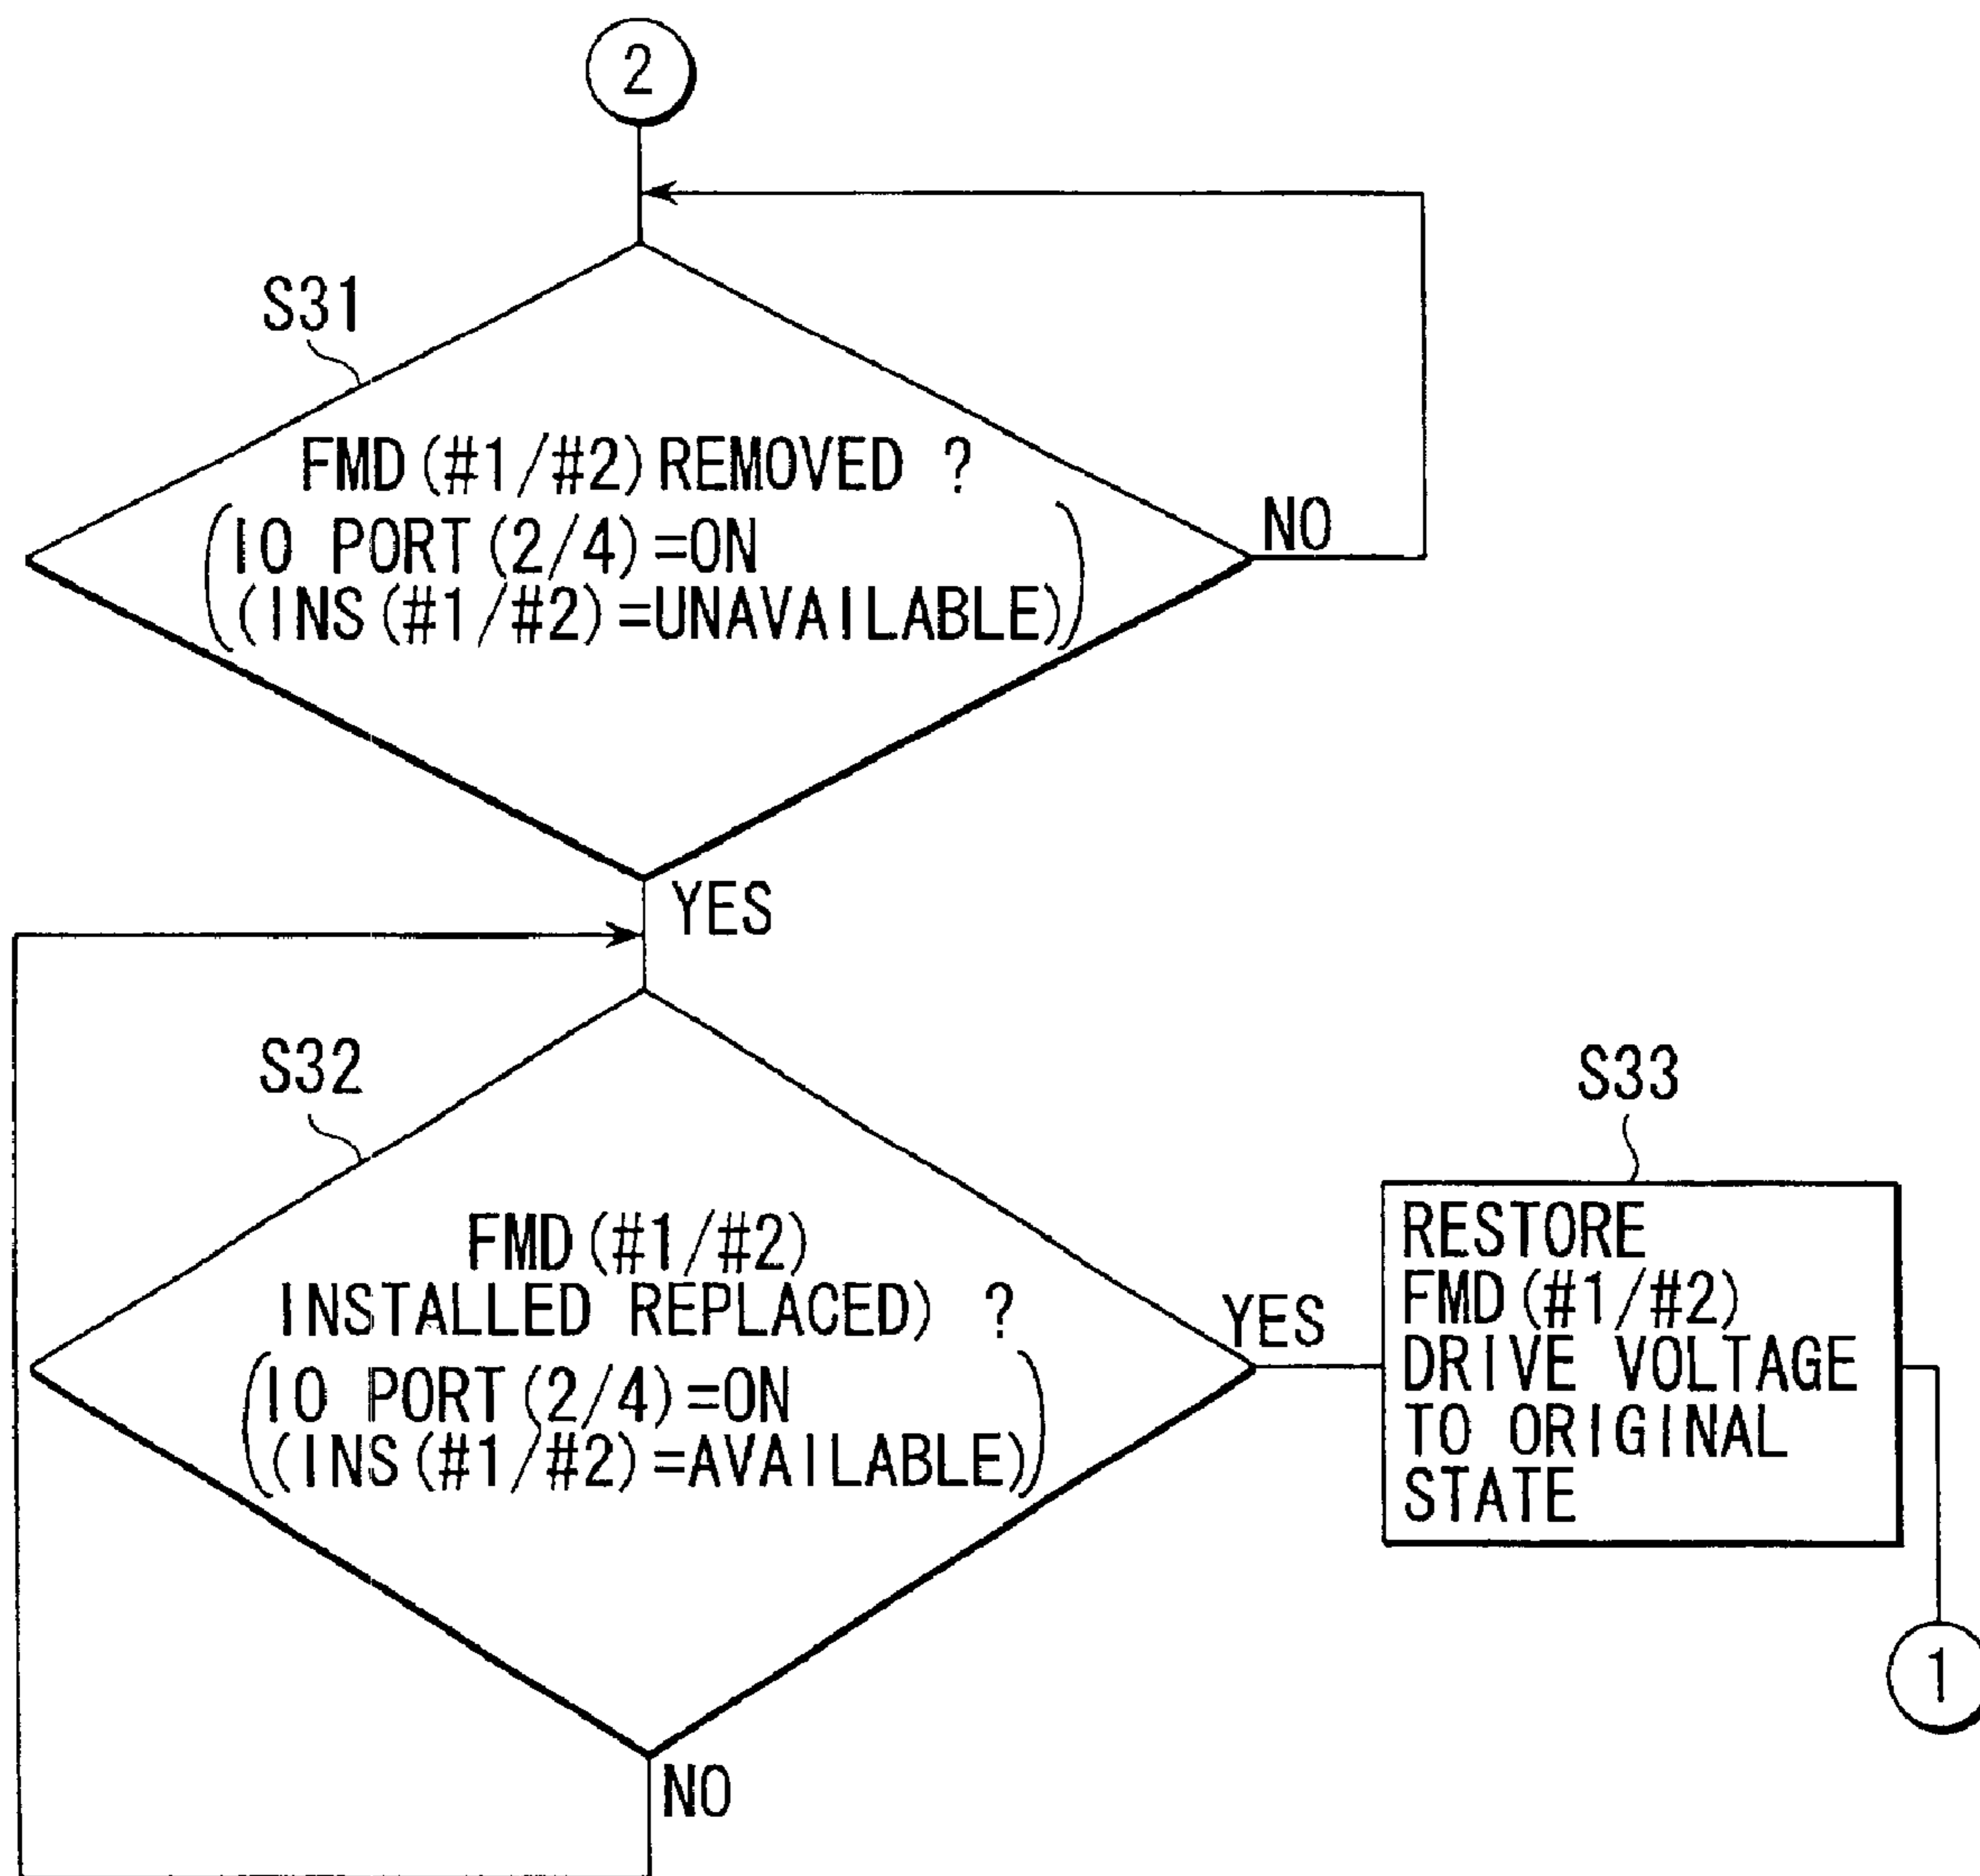 2
S31
FMD(#1/#2)REMOVED ?
(IO PORT(2/4)=ON
(INS(#1/#2)=UNAVAILABLE))
NO
YES
S32
FMD(#1/#2)
INSTALLED REPLACED) ?
(IO PORT(2/4)=ON
(INS(#1/#2)=AVAILABLE))
YES
NO
S33
RESTORE
FMD(#1/#2)
DRIVE VOLTAGE
TO ORIGINAL
STATE
1